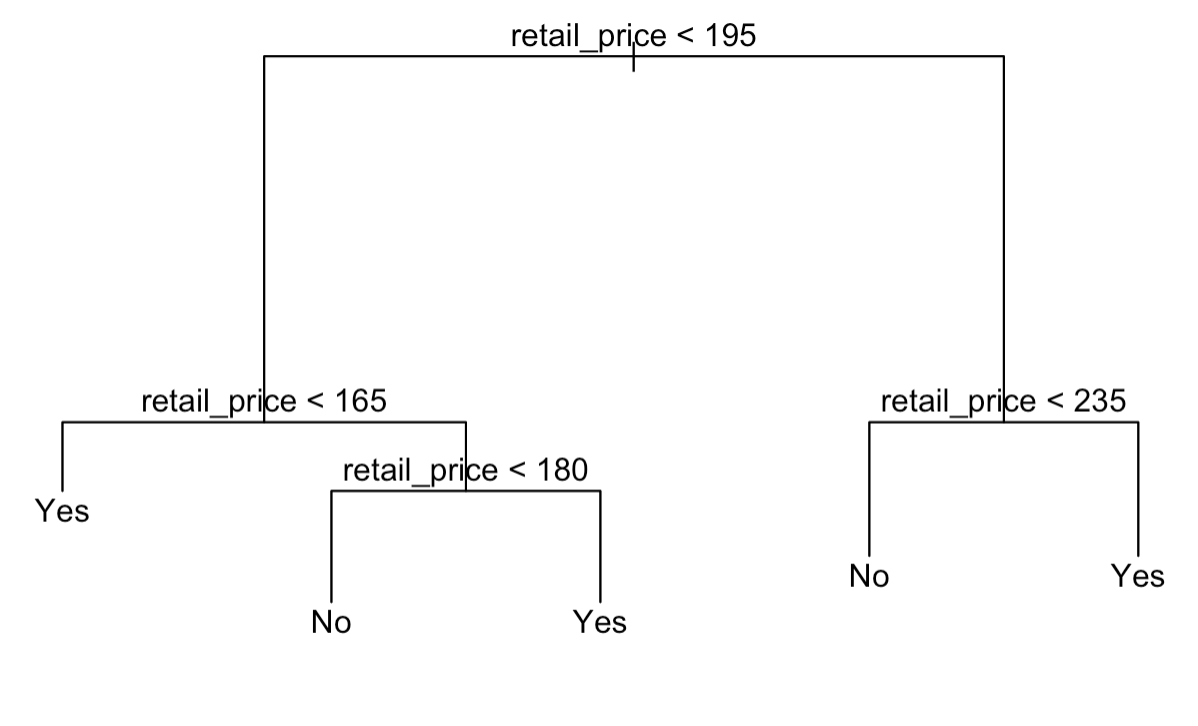 retail_price < 195
retail_price < 165
retail_price < 235
retail_price < 180
Yes
No
Yes
No
Yes